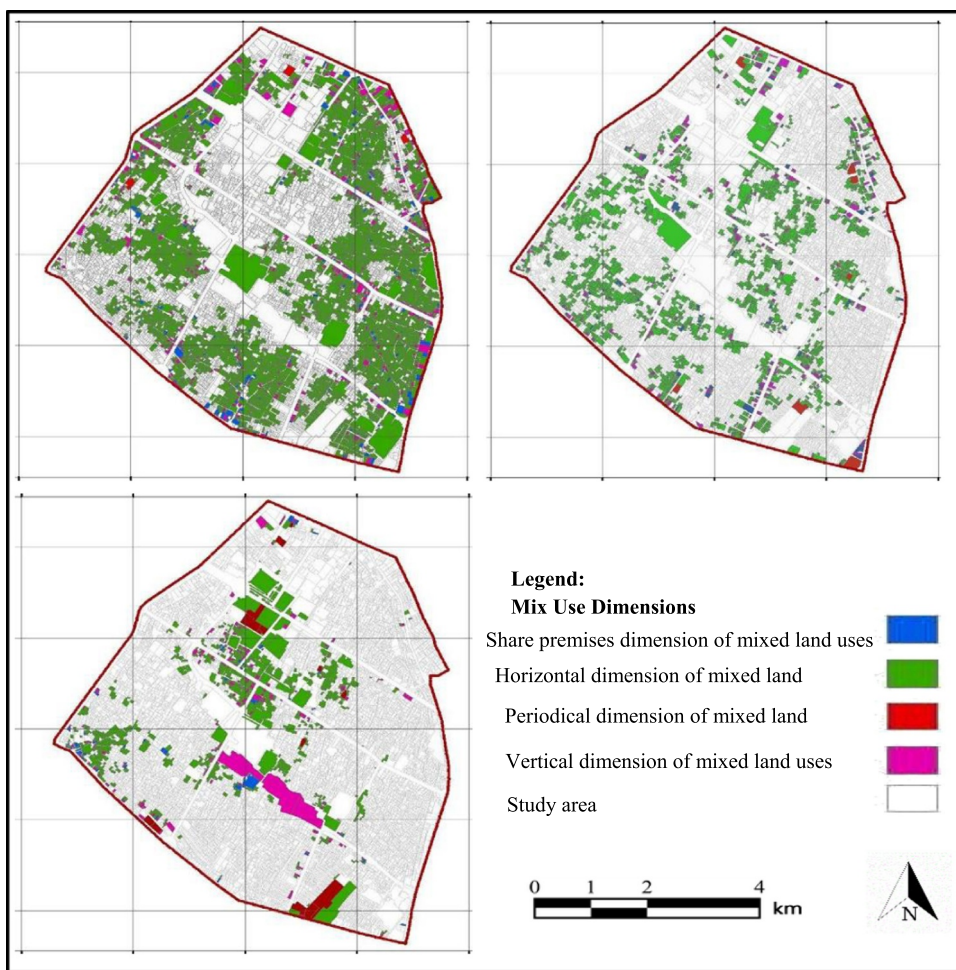 Legend:
Mix Use Dimensions
Share premises dimension of mixed land uses
Horizontal dimension of mixed land
Periodical dimension of mixed land
Vertical dimension of mixed land uses
Study area
0 1 2 4
km
N